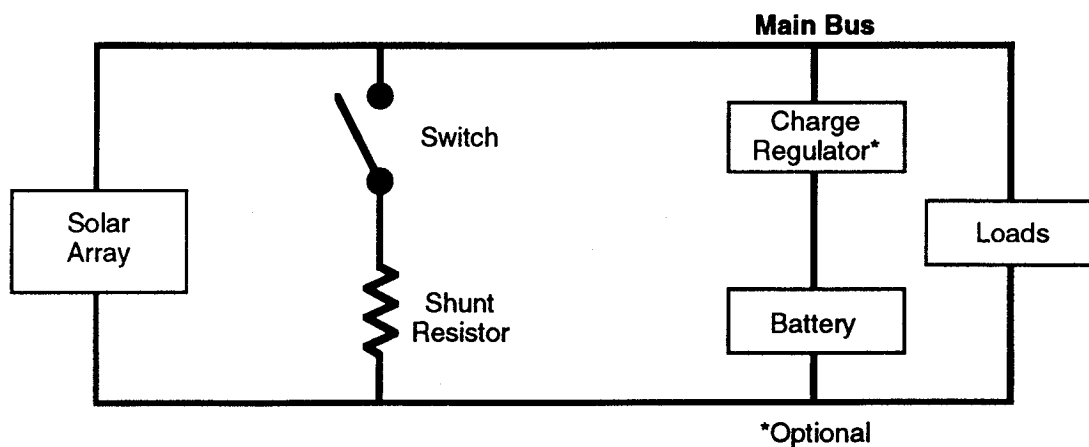 Main Bus
Switch
Charge
Regulator*
Solar
Array
Loads
Shunt
Resistor
Battery
*Optional